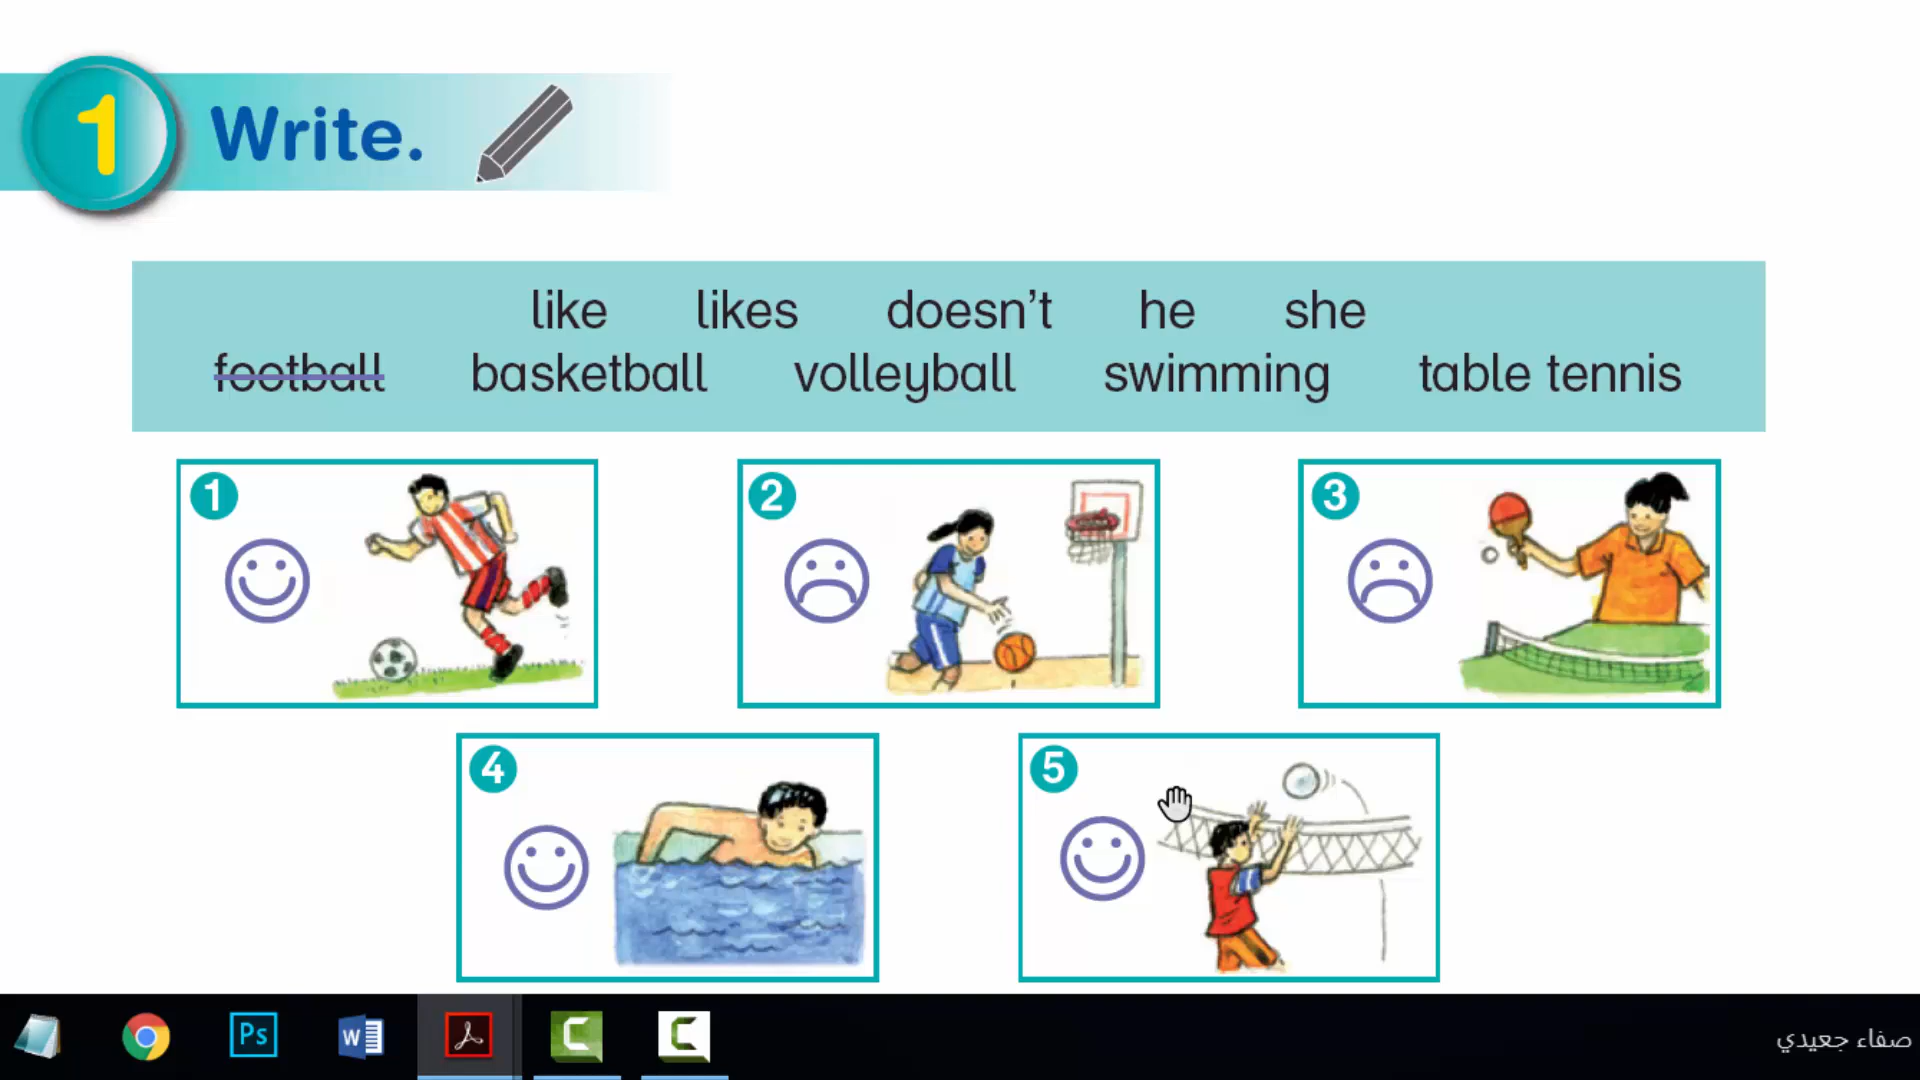 1 Write.
like likes doesn't he she
football basketball volleyball swimming table tennis
1
2
3
4
5
Ps
W
C
C
صفاء جعيدي